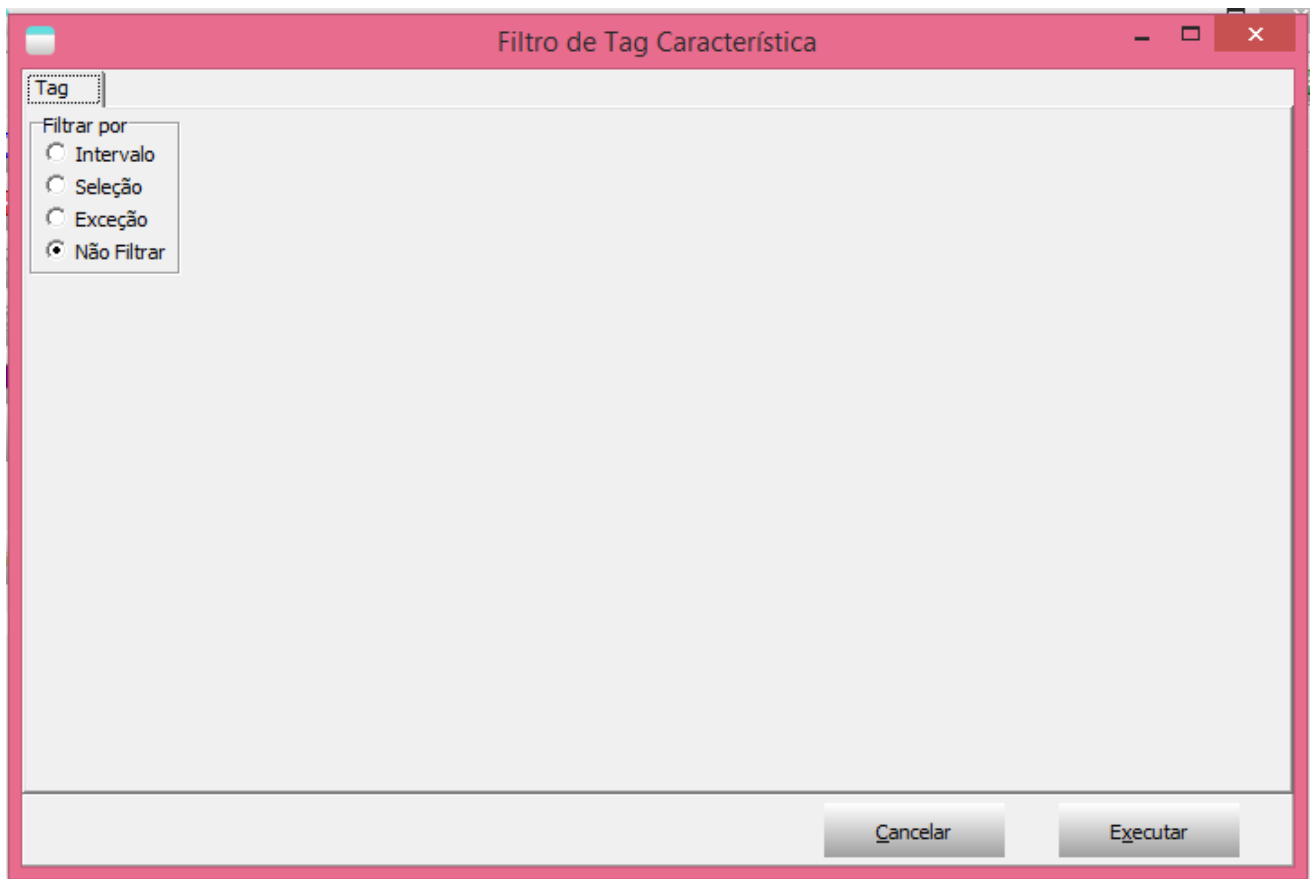 Filtro de Tag Característica
Tag
Filtrar por
Intervalo
Seleção
Exceção
Não Filtrar
Cancelar
Executar